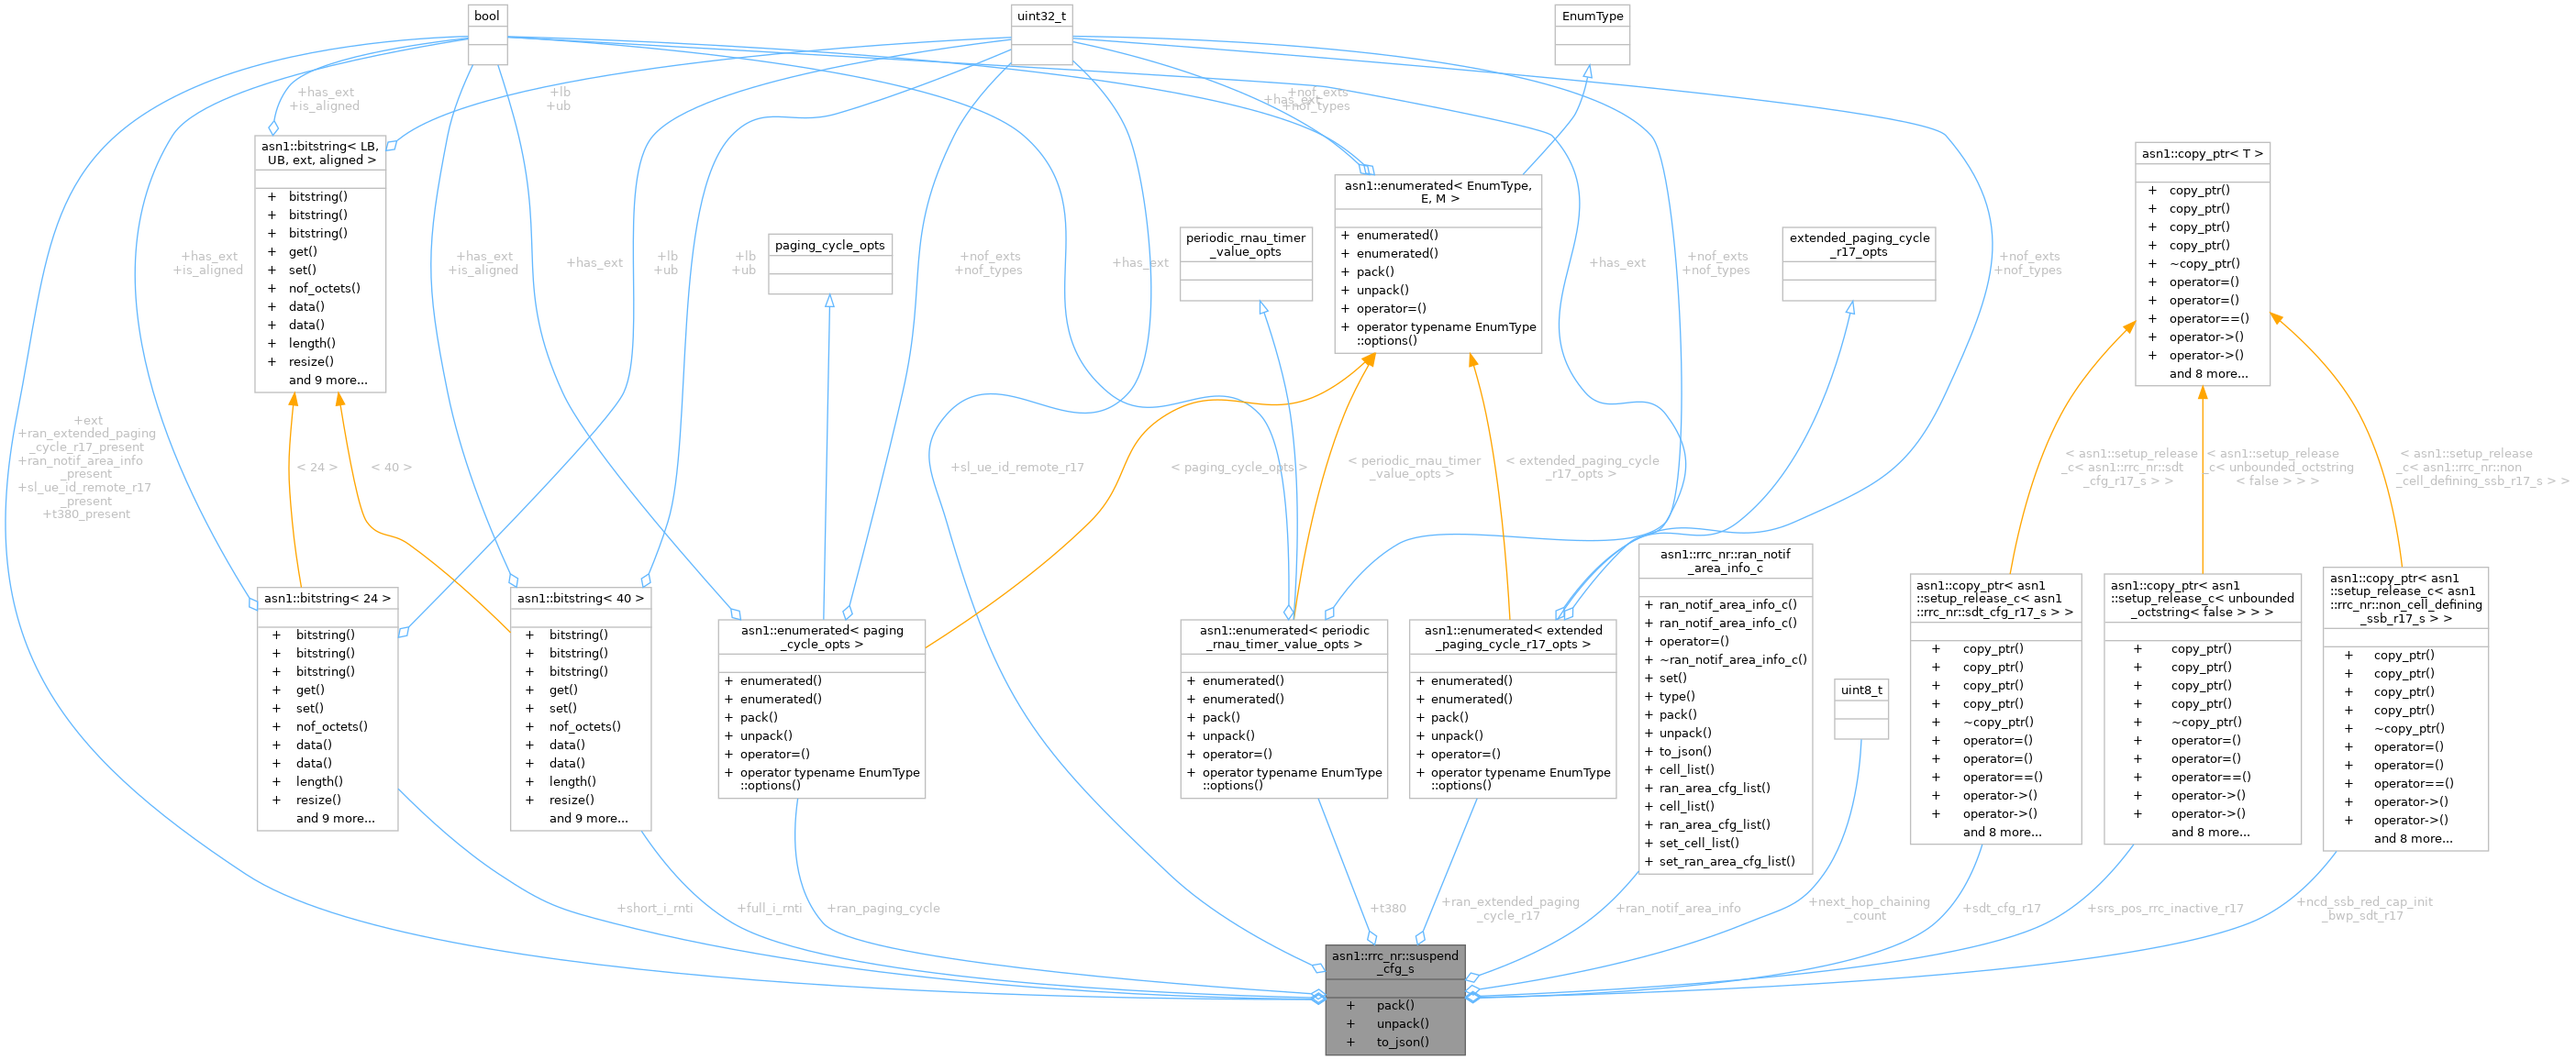 bool
uint32_t
EnumType
+has_ext
+is_aligned
+lb
+ub
+has_ext
+nof_exts
+nof_types
asn1::bitstring< LB,
UB, ext, aligned >
+ bitstring()
+ bitstring()
+ bitstring()
+ get()
+ set()
+ nof_octets()
+ data()
+ data()
+ length()
+ resize()
and 9 more...
asn1::enumerated< EnumType,
E, M >
+ enumerated()
+ enumerated()
+ pack()
+ unpack()
+ operator=()
+ operator typename EnumType
::options()
asn1::copy_ptr< T >
+ copy_ptr()
+ copy_ptr()
+ copy_ptr()
+ copy_ptr()
+ ~copy_ptr()
+ operator=()
+ operator=()
+ operator==()
+ operator->()
+ operator->()
and 8 more...
paging_cycle_opts
periodic_rnau_timer
_value_opts
extended_paging_cycle
_r17_opts
+has_ext
+is_aligned
+has_ext
+is_aligned
+has_ext
+lb
+ub
+lb
+ub
+nof_exts
+nof_types
+has_ext
+has_ext
+nof_exts
+nof_types
+nof_exts
+nof_types
+ext
+ran_extended_paging
_cycle_r17_present
+ran_notif_area_info
_present
+sl_ue_id_remote_r17
_present
+t380_present
< 24 >
< 40 >
+sl_ue_id_remote_r17
< paging_cycle_opts >
< periodic_rnau_timer
_value_opts >
< extended_paging_cycle
_r17_opts >
< asn1::setup_release
_c< asn1::rrc_nr::sdt
_cfg_r17_s > >
< asn1::setup_release
_c< unbounded_octstring
< false > > >
< asn1::setup_release
_c< asn1::rrc_nr::non
_cell_defining_ssb_r17_s > >
asn1::bitstring< 24 >
+ bitstring()
+ bitstring()
+ bitstring()
+ get()
+ set()
+ nof_octets()
+ data()
+ data()
+ length()
+ resize()
and 9 more...
asn1::bitstring< 40 >
+ bitstring()
+ bitstring()
+ bitstring()
+ get()
+ set()
+ nof_octets()
+ data()
+ data()
+ length()
+ resize()
and 9 more...
asn1::enumerated< paging
_cycle_opts >
+ enumerated()
+ enumerated()
+ pack()
+ unpack()
+ operator=()
+ operator typename EnumType
::options()
asn1::enumerated< periodic
_rnau_timer_value_opts >
+ enumerated()
+ enumerated()
+ pack()
+ unpack()
+ operator=()
+ operator typename EnumType
::options()
asn1::enumerated< extended
_paging_cycle_r17_opts >
+ enumerated()
+ enumerated()
+ pack()
+ unpack()
+ operator=()
+ operator typename EnumType
::options()
asn1::rrc_nr::ran_notif
_area_info_c
+ ran_notif_area_info_c()
+ ran_notif_area_info_c()
+ operator=()
+ ~ran_notif_area_info_c()
+ set()
+ type()
+ pack()
+ unpack()
+ to_json()
+ cell_list()
+ ran_area_cfg_list()
+ cell_list()
+ ran_area_cfg_list()
+ set_cell_list()
+ set_ran_area_cfg_list()
uint8_t
asn1::copy_ptr< asn1
::setup_release_c< asn1
::rrc_nr::sdt_cfg_r17_s > >
+ copy_ptr()
+ copy_ptr()
+ copy_ptr()
+ copy_ptr()
+ ~copy_ptr()
+ operator=()
+ operator=()
+ operator==()
+ operator->()
+ operator->()
and 8 more...
asn1::copy_ptr< asn1
::setup_release_c< unbounded
_octstring< false > > >
+ copy_ptr()
+ copy_ptr()
+ copy_ptr()
+ copy_ptr()
+ ~copy_ptr()
+ operator=()
+ operator=()
+ operator==()
+ operator->()
+ operator->()
and 8 more...
asn1::copy_ptr< asn1
::setup_release_c< asn1
::rrc_nr::non_cell_defining
_ssb_r17_s > >
+ copy_ptr()
+ copy_ptr()
+ copy_ptr()
+ copy_ptr()
+ ~copy_ptr()
+ operator=()
+ operator=()
+ operator==()
+ operator->()
+ operator->()
and 8 more...
+short_i_rnti
+full_i_rnti
+ran_paging_cycle
+t380
+ran_extended_paging
_cycle_r17
+ran_notif_area_info
+next_hop_chaining
_count
+sdt_cfg_r17
+srs_pos_rrc_inactive_r17
+ncd_ssb_red_cap_init
_bwp_sdt_r17
asn1::rrc_nr::suspend
_cfg_s
+ pack()
+ unpack()
+ to_json()